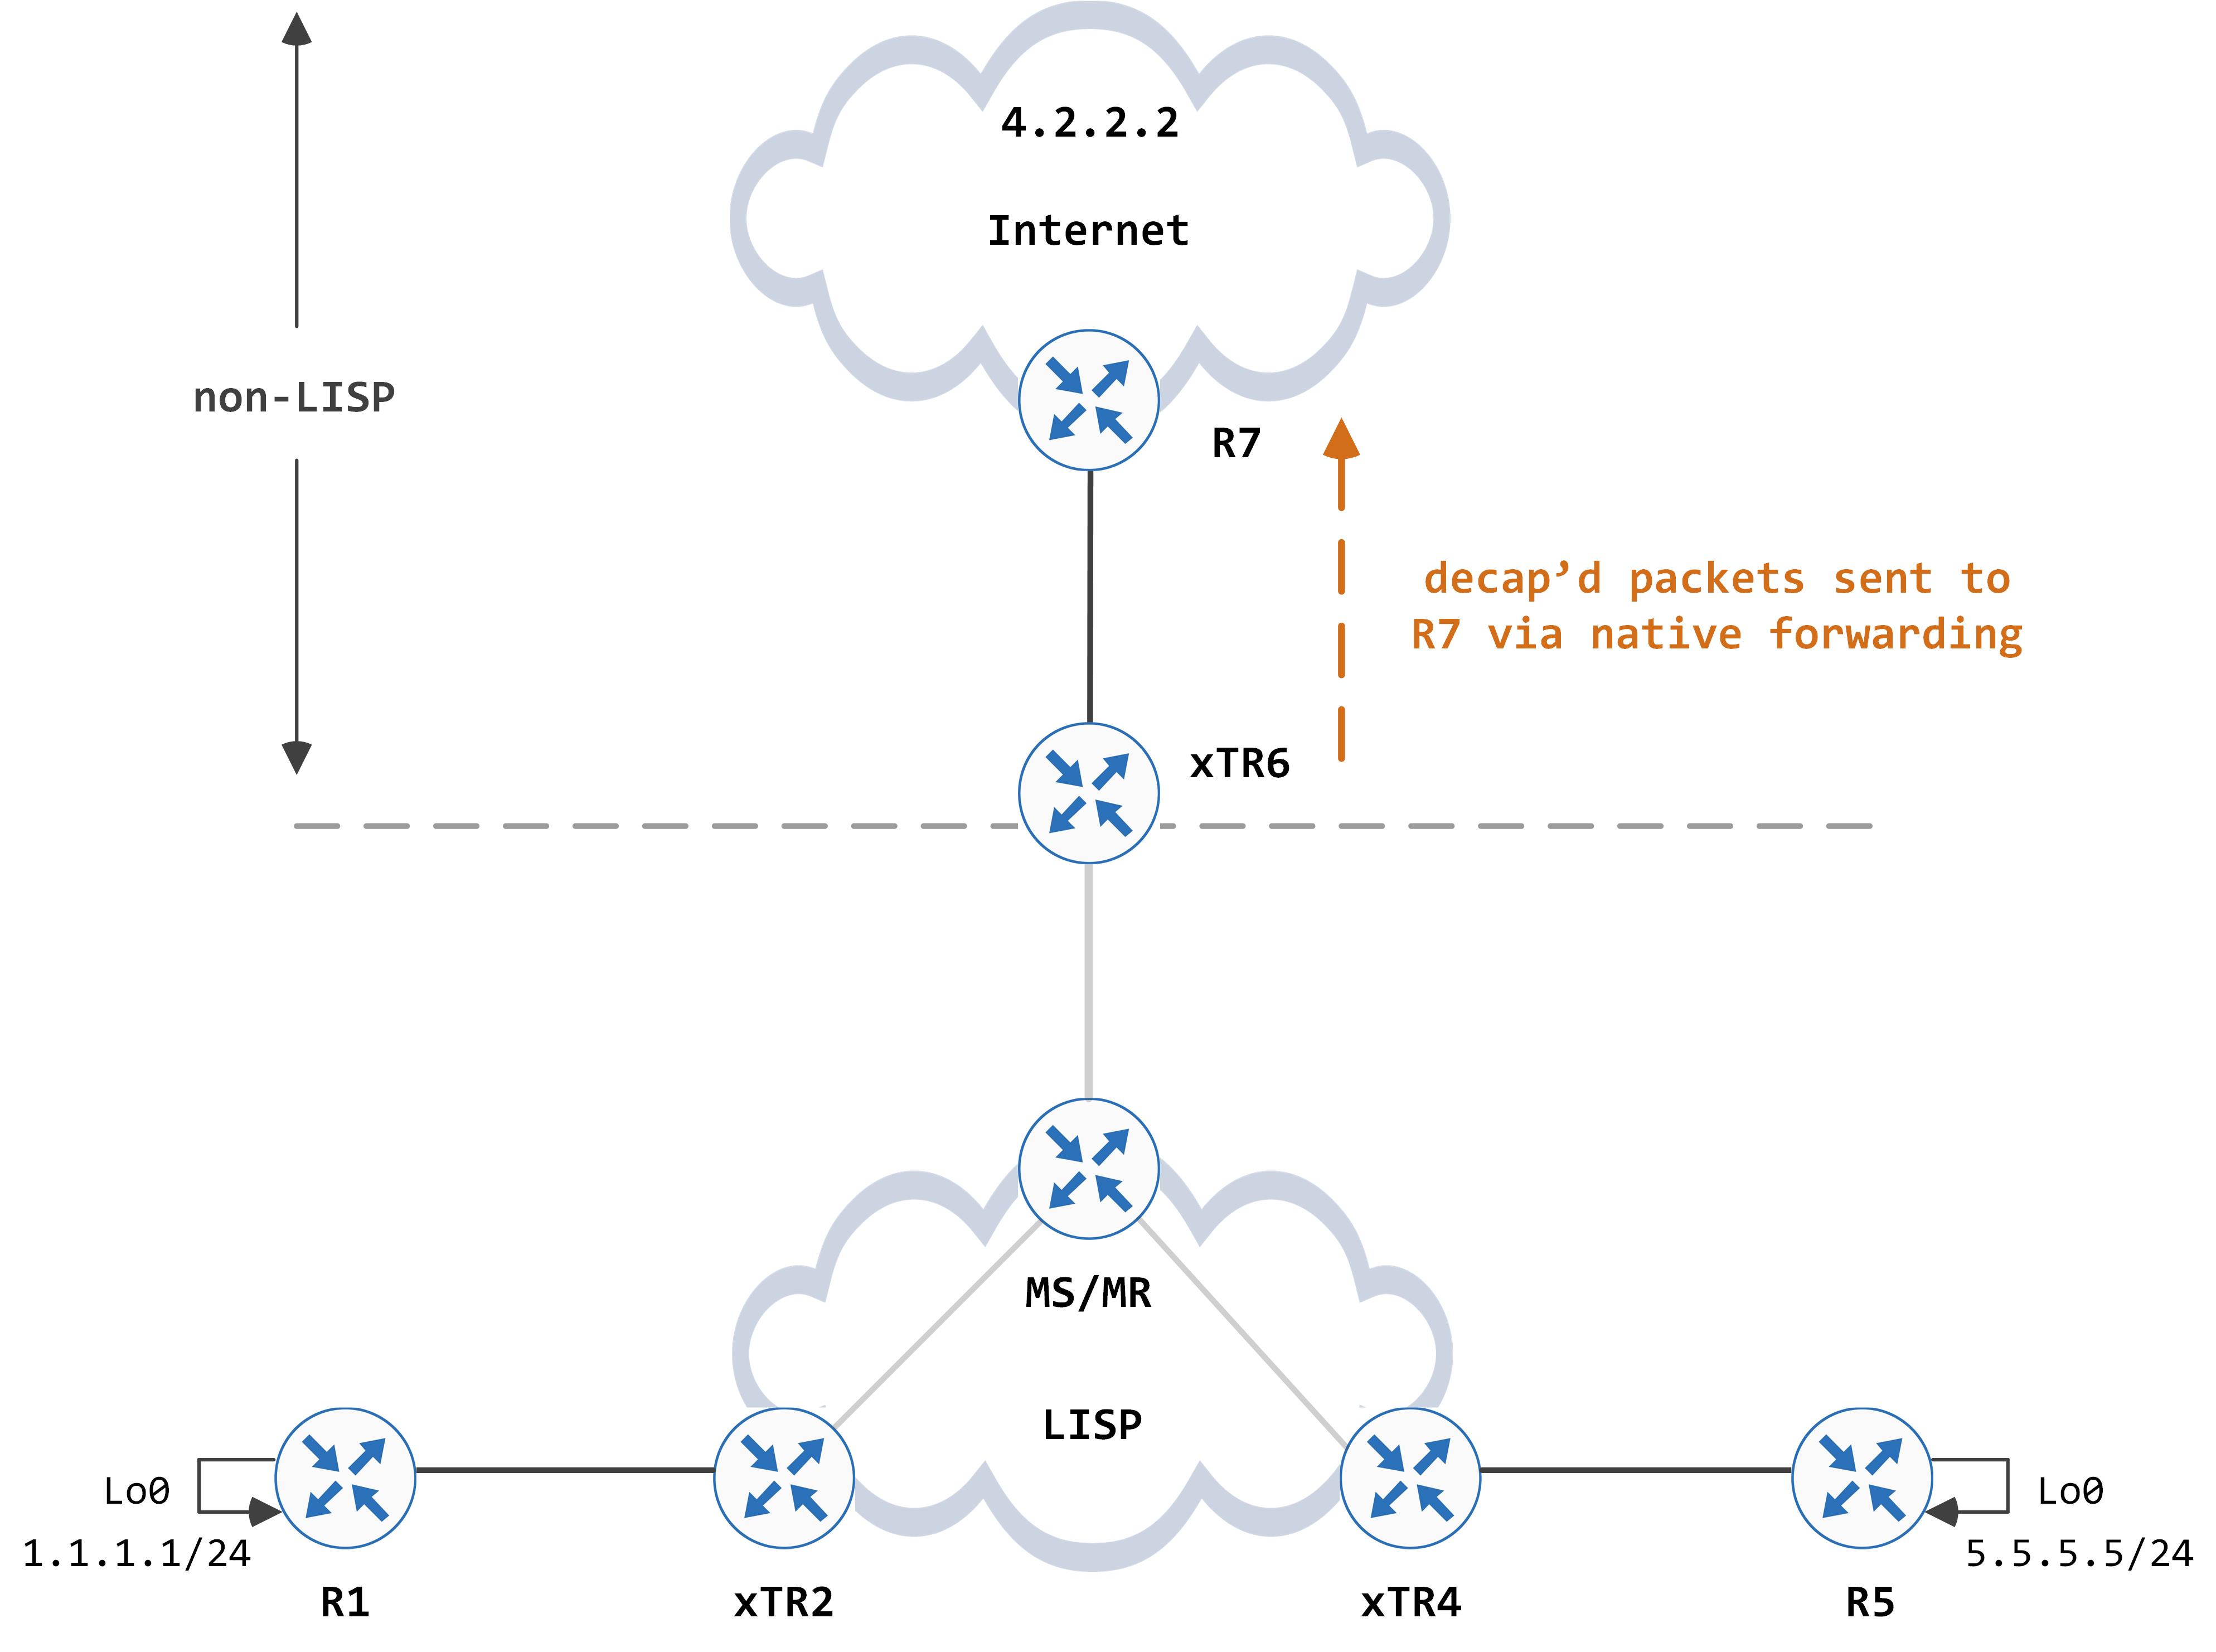 4.2.2.2
Internet
non-LISP
R7
decap’d packets sent to
R7 via native forwarding
xTR6
MS/MR
LISP
Lo0
1.1.1.1/24
R1
xTR2
xTR4
R5
Lo0
5.5.5.5/24